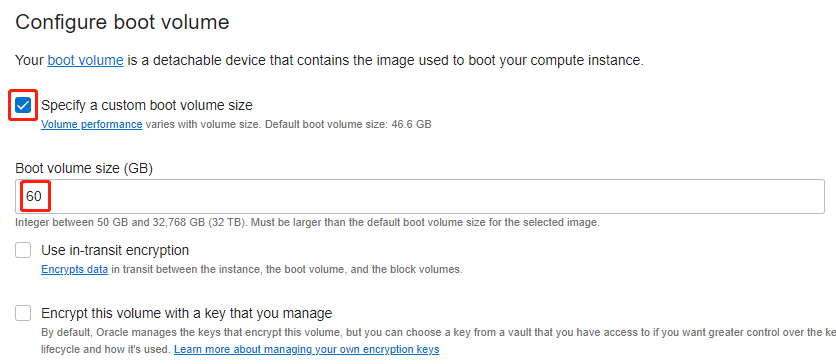 Configure boot volume
Your boot volume is a detachable device that contains the image used to boot your compute instance.
Specify a custom boot volume size
Volume performance varies with volume size. Default boot volume size: 46.6 GB
Boot volume size (GB)
60
Integer between 50 GB and 32,768 GB (32 TB). Must be larger than the default boot volume size for the selected image.
Use in-transit encryption
Encrypts data in transit between the instance, the boot volume, and the block volumes.
Encrypt this volume with a key that you manage
By default, Oracle manages the keys that encrypt this volume, but you can choose a key from a vault that you have access to if you want greater control over the ke
lifecycle and how it's used. Learn more about managing your own encryption keys